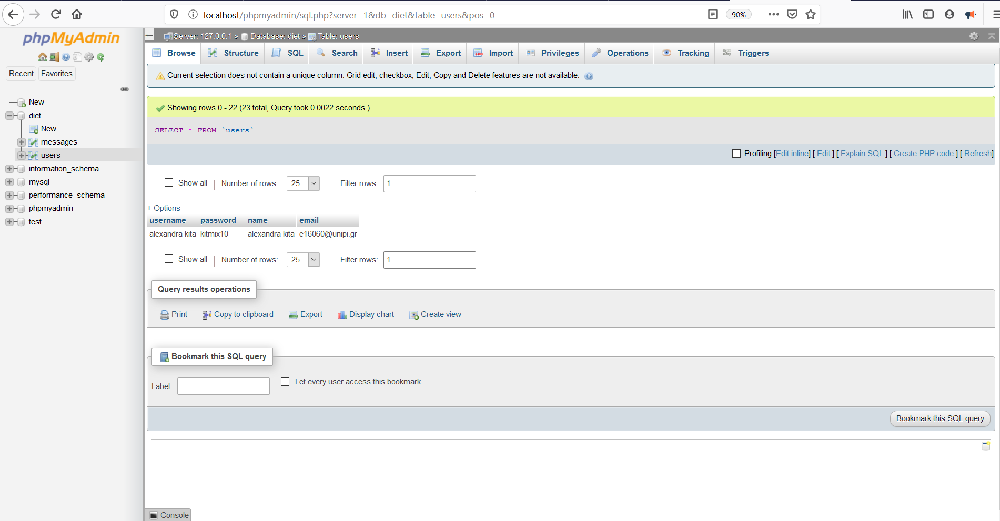 localhost/phpmyadmin/sql.php?server=1&db=diet&table=users&pos=0
90%
phpMyAdmin
Recent Favorites
New
diet
New
messages
users
information_schema
mysql
performance_schema
phpmyadmin
test
Server: 127.0.0.1 » Database: diet » Table: users
Browse Structure SQL Search Insert Export Import Privileges Operations Tracking Triggers
Current selection does not contain a unique column. Grid edit, checkbox, Edit, Copy and Delete features are not available.
Showing rows 0 - 22 (23 total, Query took 0.0022 seconds.)
SELECT * FROM `users`
Profiling [Edit inline] [ Edit ] [ Explain SQL ] [ Create PHP code ] [ Refresh]
Show all | Number of rows: 25 Filter rows: 1
+ Options
username password name email
alexandra kita kitmix10 alexandra kita e16060@unipi.gr
Show all | Number of rows: 25 Filter rows: 1
Query results operations
Print Copy to clipboard Export Display chart Create view
Bookmark this SQL query
Label: Let every user access this bookmark
Bookmark this SQL query
Console